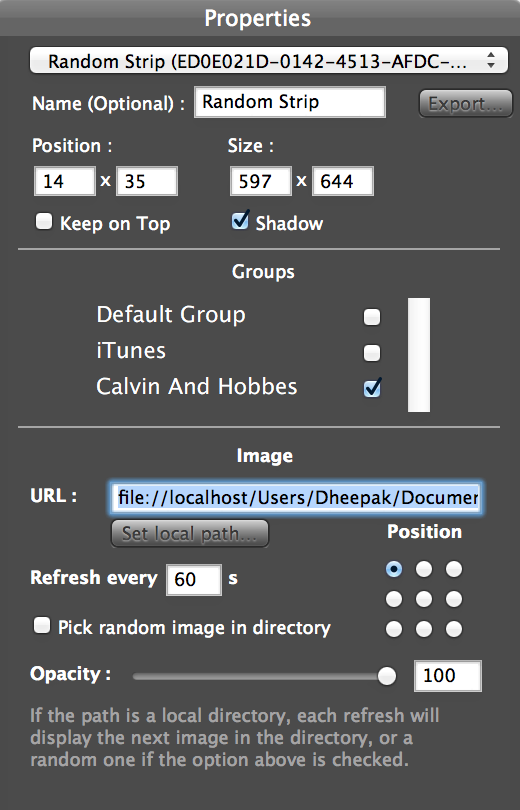 Properties
Random Strip (ED0E021D-0142-4513-AFDC-...
Name (Optional) : Random Strip Export...
Position : Size :
14 x 35 597 x 644
Keep on Top Shadow
Groups
Default Group
iTunes
Calvin And Hobbes
Image
URL : file://localhost/Users/Dheepak/Documen
Set local path... Position
Refresh every 60 s
Pick random image in directory
Opacity : 100
If the path is a local directory, each refresh will
display the next image in the directory, or a
random one if the option above is checked.